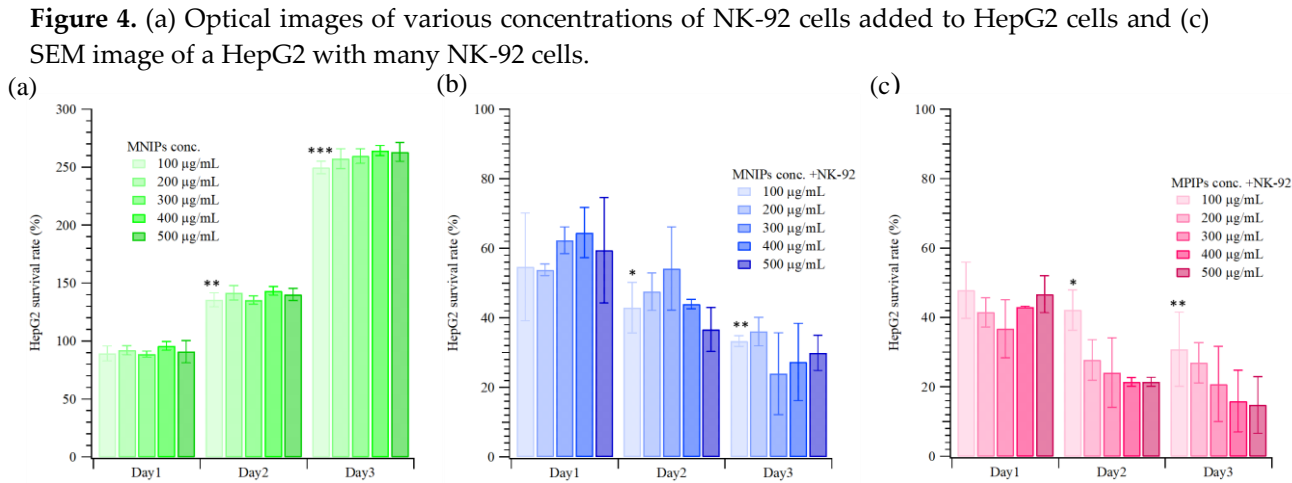 Figure 4. (a) Optical images of various concentrations of NK-92 cells added to HepG2 cells and (c)
SEM image of a HepG2 with many NK-92 cells.
(a)
300
250
200
150
100
50
0
HepG2 survival rate (%)
MNIPs conc.
100 µg/mL
200 µg/mL
300 µg/mL
400 µg/mL
500 µg/mL
**
***
Day1
Day2
Day3
(b)
100
80
60
40
20
0
HepG2 survival rate (%)
MNIPs conc. +NK-92
100 µg/mL
200 µg/mL
300 µg/mL
400 µg/mL
500 µg/mL
*
**
Day1
Day2
Day3
(c)
100
80
60
40
20
0
HepG2 survival rate (%)
MPIPs conc. +NK-92
100 µg/mL
200 µg/mL
300 µg/mL
400 µg/mL
500 µg/mL
*
**
Day1
Day2
Day3